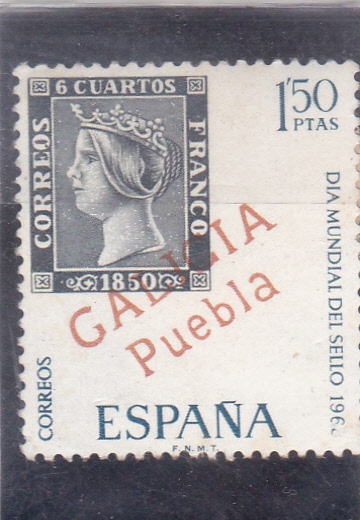 6 CUARTOS
CORREOS
FRANCO
1850
1'50
PTAS
GALICIA
Puebla
DIA MUNDIAL DEL SELLO
CORREOS
ESPAÑA
F.N.M.T.